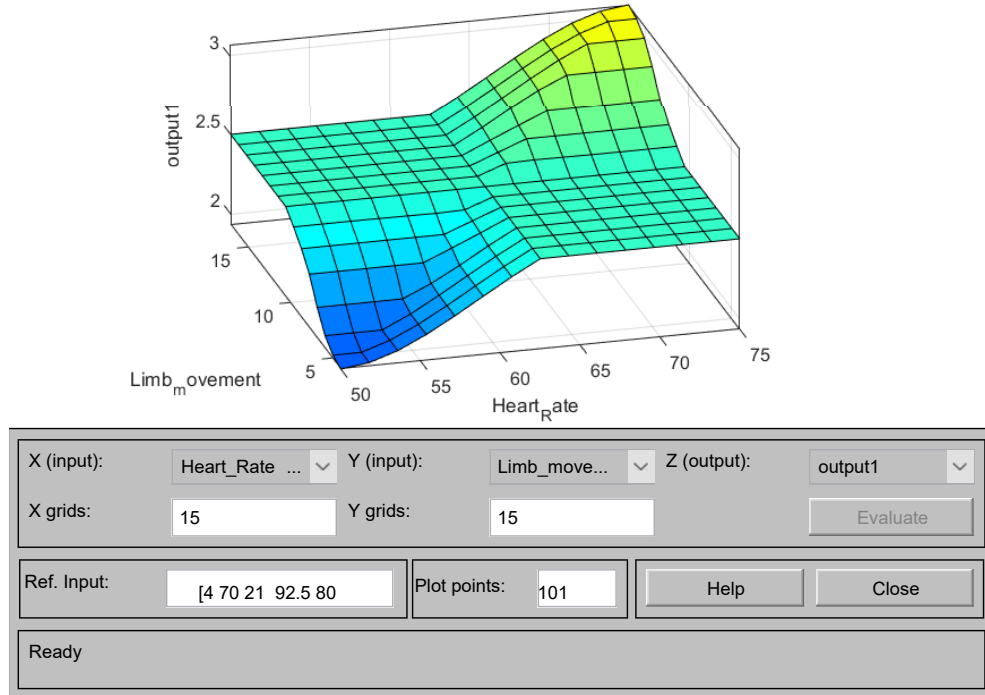 3
2.5
2
output1
15
10
5
Limb_movement
50
55
60
65
70
75
Heart_Rate
X (input): Heart_Rate ... Y (input): Limb_move... Z (output): output1
X grids: 15 Y grids: 15 Evaluate
Ref. Input: [4 70 21 92.5 80 Plot points: 101 Help Close
Ready